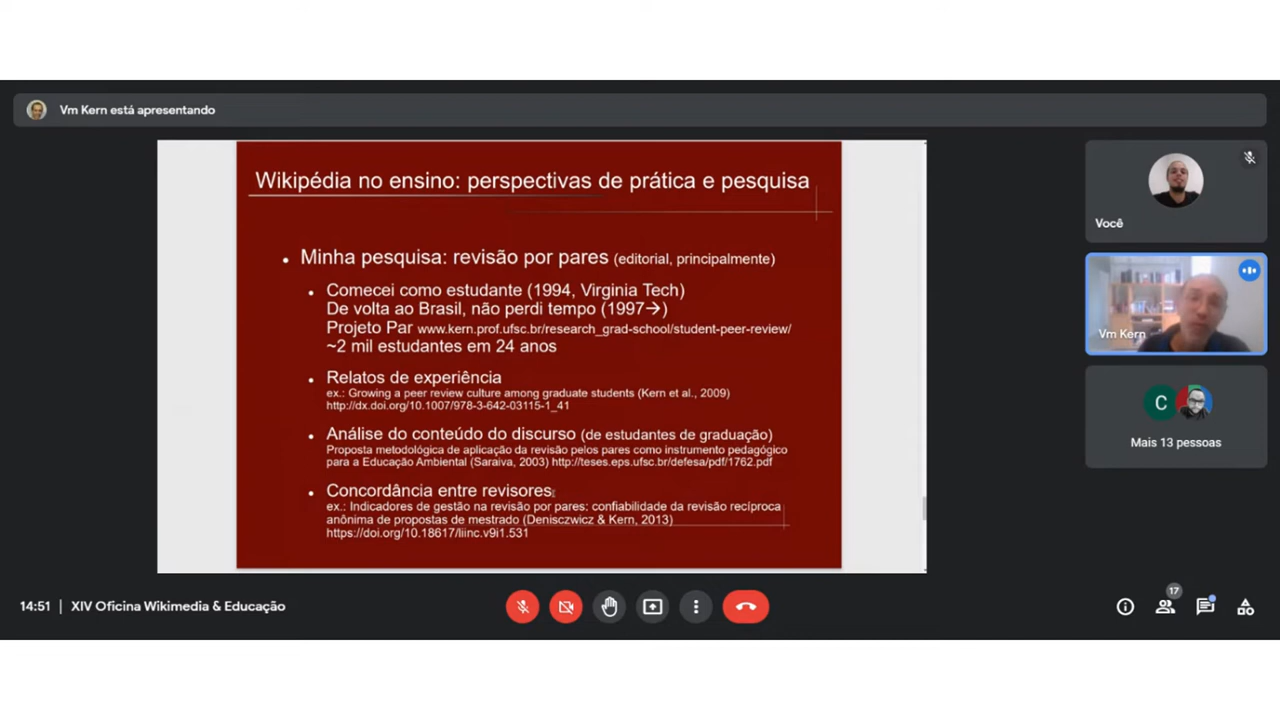 Vm Kern está apresentando
Wikipédia no ensino: perspectivas de prática e pesquisa
• Minha pesquisa: revisão por pares (editorial, principalmente)
• Comecei como estudante (1994, Virginia Tech)
De volta ao Brasil, não perdi tempo (1997→)
Projeto Par www.kern.prof.ufsc.br/research_grad-school/student-peer-review/
~2 mil estudantes em 24 anos
• Relatos de experiência
ex.: Growing a peer review culture among graduate students (Kern et al., 2009)
http://dx.doi.org/10.1007/978-3-642-03115-1_41
• Análise do conteúdo do discurso (de estudantes de graduação)
Proposta metodológica de aplicação da revisão pelos pares como instrumento pedagógico
para a Educação Ambiental (Saraiva, 2003) http://teses.eps.ufsc.br/defesa/pdf/1762.pdf
• Concordância entre revisores
ex.: Indicadores de gestão na revisão por pares: confiabilidade da revisão recíproca
anônima de propostas de mestrado (Denisczwicz & Kern, 2013)
https://doi.org/10.18617/liinc.v9i1.531
Você
Vm Kern
C
Mais 13 pessoas
14:51 | XIV Oficina Wikimedia & Educação
17